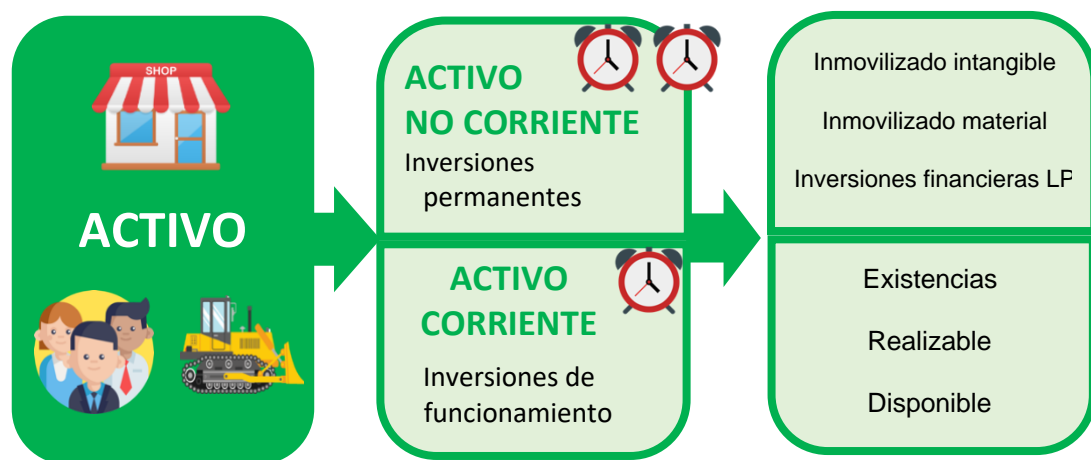 SHOP
ACTIVO
ACTIVO
NO CORRIENTE
Inversiones
permanentes
ACTIVO
CORRIENTE
Inversiones de
funcionamiento
Inmovilizado intangible
Inmovilizado material
Inversiones financieras LP
Existencias
Realizable
Disponible